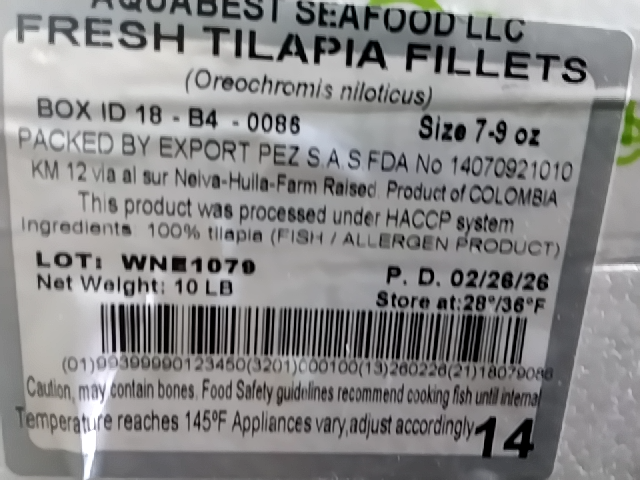 AQUABEST SEAFOOD LLC
FRESH TILAPIA FILLETS
(Oreochromis niloticus)
BOX ID 18 - B4 - 0086
Size 7-9 oz
PACKED BY EXPORT PEZ S.A.S FDA No 14070921010
KM 12 via al sur Neiva-Huila-Farm Raised. Product of COLOMBIA
This product was processed under HACCP system
Ingredients 100% tilapia (FISH / ALLERGEN PRODUCT)
LOT: WNE1079
P. D. 02/26/26
Net Weight: 10 LB
Store at:28°/36°F
(01)99399990123450(3201)000100(13)260226(21)18079086
Caution, may contain bones. Food Safety guidelines recommend cooking fish until internal
Temperature reaches 145°F Appliances vary,adjust accordingly
14